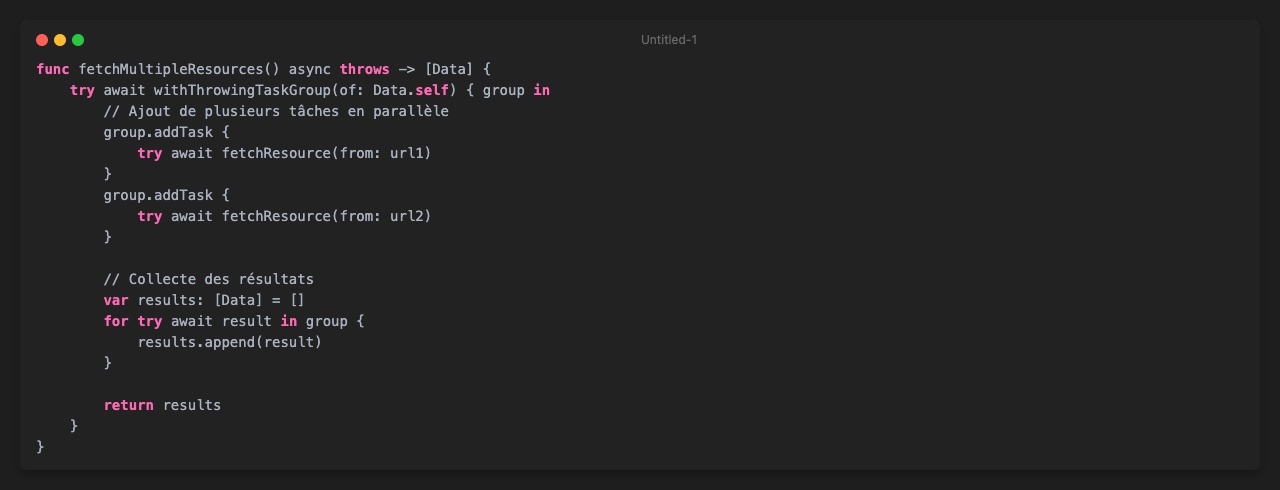 Untitled-1
func fetchMultipleResources() async throws -> [Data] {
    try await withThrowingTaskGroup(of: Data.self) { group in
        // Ajout de plusieurs tâches en parallèle
        group.addTask {
            try await fetchResource(from: url1)
        }
        group.addTask {
            try await fetchResource(from: url2)
        }

        // Collecte des résultats
        var results: [Data] = []
        for try await result in group {
            results.append(result)
        }

        return results
    }
}